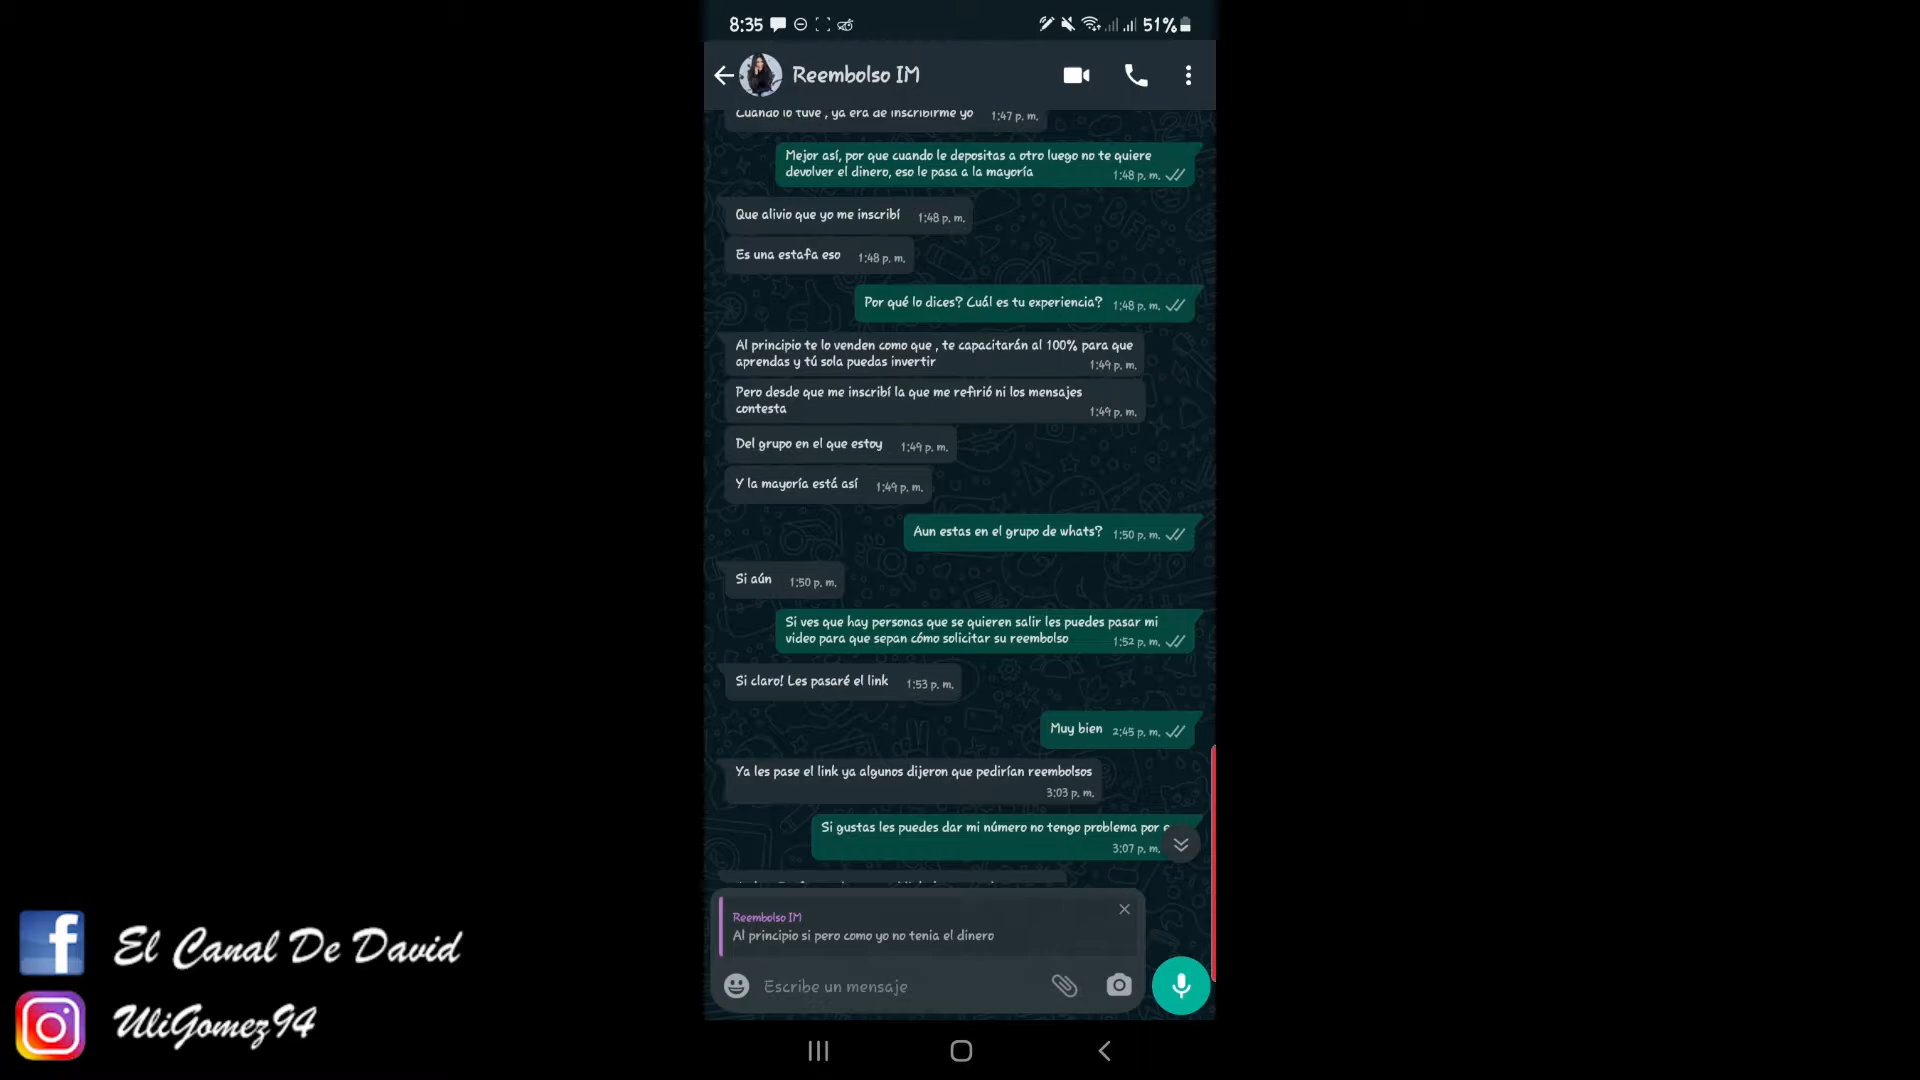 8:35
51%
Reembolso IM
Cuando lo tuve , ya era de inscribirme yo 1:47 p. m.
Mejor así, por que cuando le depositas a otro luego no te quiere
devolver el dinero, eso le pasa a la mayoría 1:48 p. m.
Que alivio que yo me inscribí 1:48 p. m.
Es una estafa eso 1:48 p. m.
Por qué lo dices? Cuál es tu experiencia? 1:48 p. m.
Al principio te lo venden como que , te capacitarán al 100% para que
aprendas y tú sola puedas invertir 1:49 p. m.
Pero desde que me inscribí la que me refirió ni los mensajes
contesta 1:49 p. m.
Del grupo en el que estoy 1:49 p. m.
Y la mayoría está así 1:49 p. m.
Aun estas en el grupo de whats? 1:50 p. m.
Si aún 1:50 p. m.
Si ves que hay personas que se quieren salir les puedes pasar mi
video para que sepan cómo solicitar su reembolso 1:52 p. m.
Si claro! Les pasaré el link 1:53 p. m.
Muy bien 2:45 p. m.
Ya les pase el link ya algunos dijeron que pedirían reembolsos
3:03 p. m.
Si gustas les puedes dar mi número no tengo problema por e
3:07 p. m.
Reembolso IM
Al principio si pero como yo no tenia el dinero
Escribe un mensaje
El Canal De David
UliGomez94